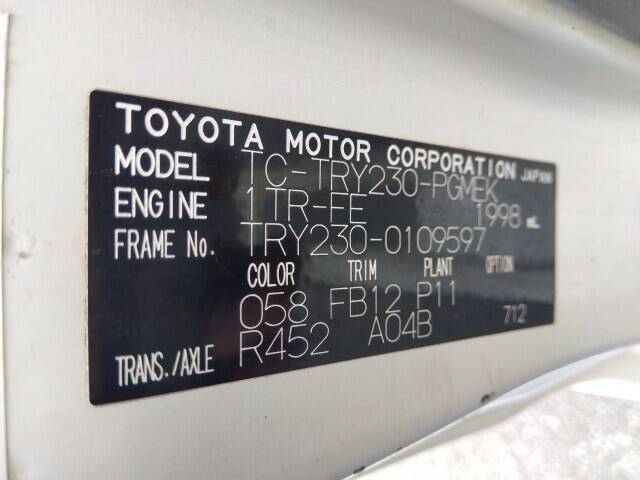 TOYOTA MOTOR CORPORATION JAPAN
MODEL TC-TRY230-PGMEK
ENGINE 1TR-FE 1998 mL
FRAME No. TRY230-0109597
COLOR TRIM PLANT OPTION
058 FB12 P11 712
TRANS./AXLE R452 A04B